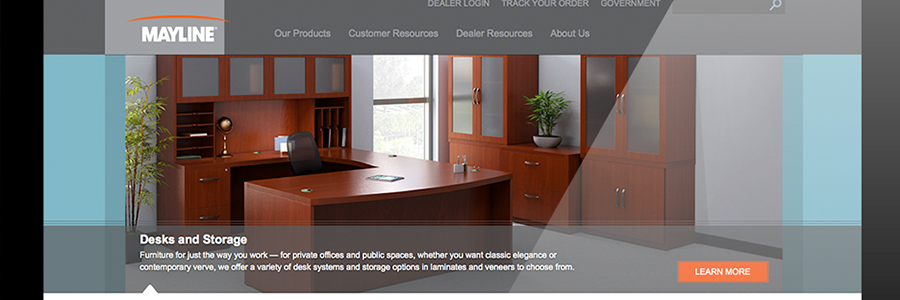 DEALER LOGIN TRACK YOUR ORDER GOVERNMENT
MAYLINE
Our Products Customer Resources Dealer Resources About Us
Desks and Storage
Furniture for just the way you work — for private offices and public spaces, whether you want classic elegance or
contemporary verve, we offer a variety of desk systems and storage options in laminates and veneers to choose from.
LEARN MORE